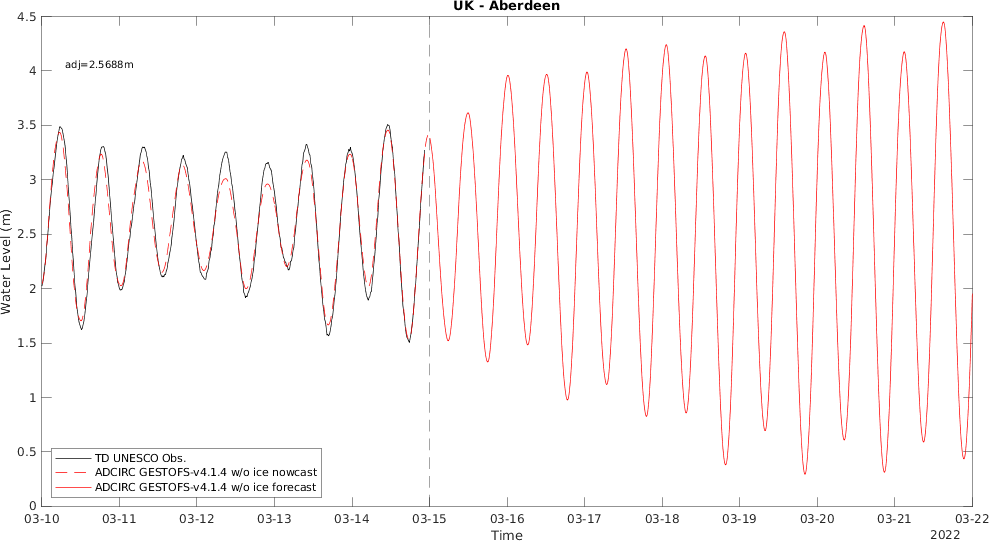 UK - Aberdeen
4.5
adj=2.5688m
4
3.5
3
2.5
2
1.5
1
0.5
0
Water Level (m)
TD UNESCO Obs.
ADCIRC GESTOFS-v4.1.4 w/o ice nowcast
ADCIRC GESTOFS-v4.1.4 w/o ice forecast
03-10 03-11 03-12 03-13 03-14 03-15 03-16 03-17 03-18 03-19 03-20 03-21 03-22
Time
2022